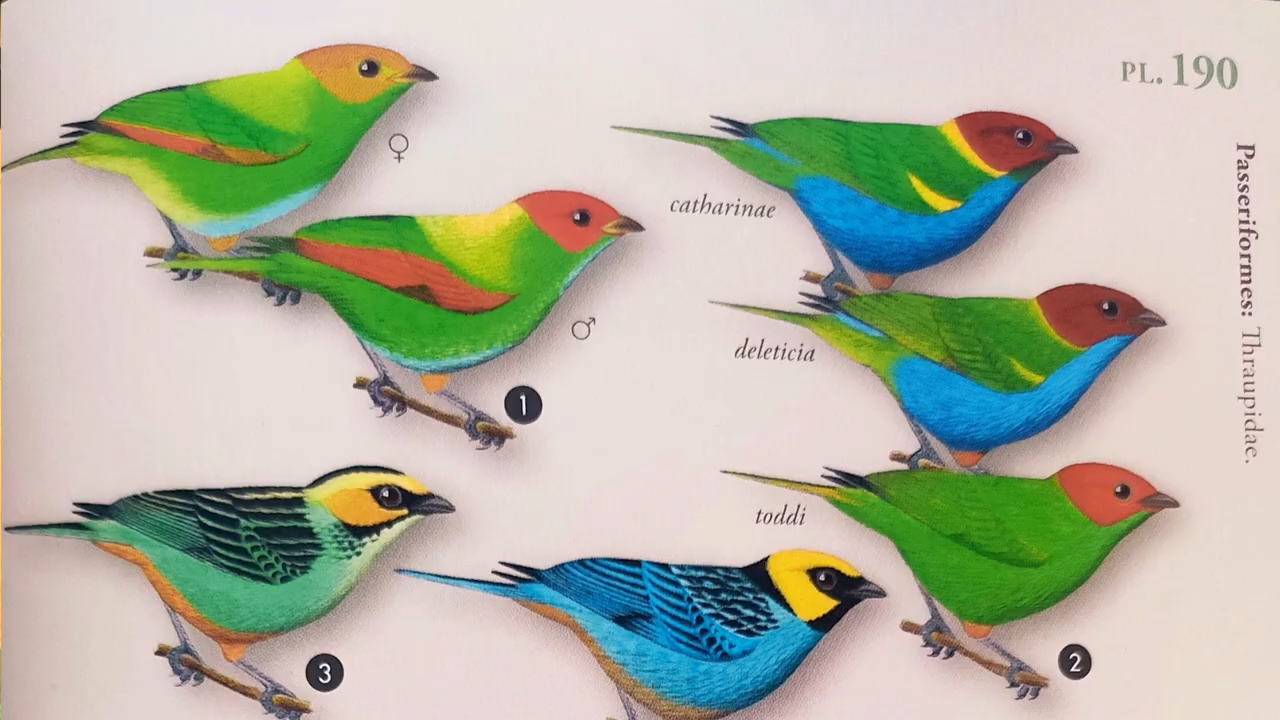 PL. 190
Passeriformes: Thraupidae.
♀
♂
1
catharinae
deleticia
toddi
2
3